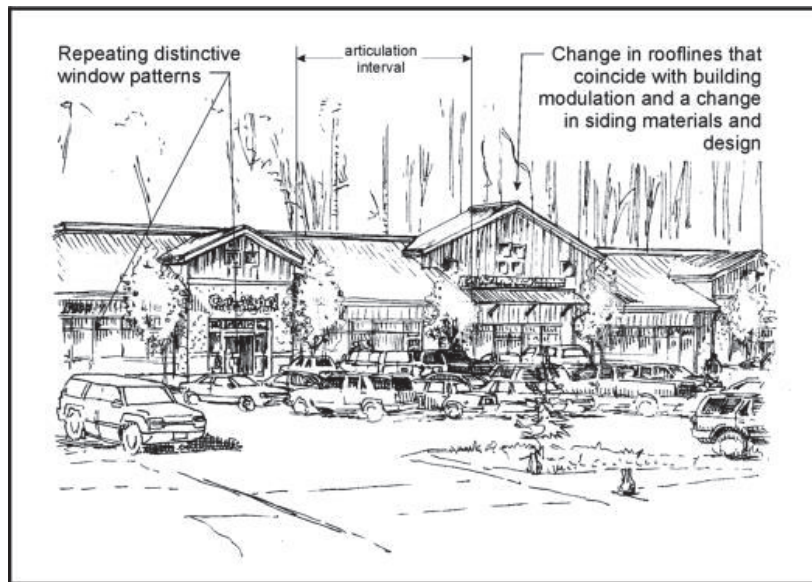 Repeating distinctive
window patterns
articulation
interval
Change in rooflines that
coincide with building
modulation and a change
in siding materials and
design